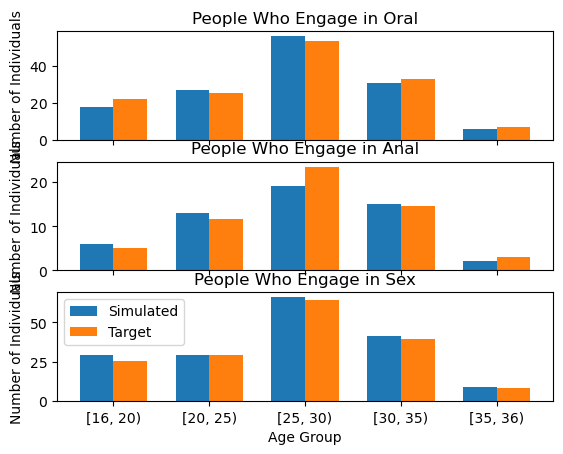 People Who Engage in Oral
Number of Individuals
40
20
0
People Who Engage in Anal
Number of Individuals
20
10
0
People Who Engage in Sex
Number of Individuals
50
25
0
Simulated
Target
[16, 20)
[20, 25)
[25, 30)
[30, 35)
[35, 36)
Age Group